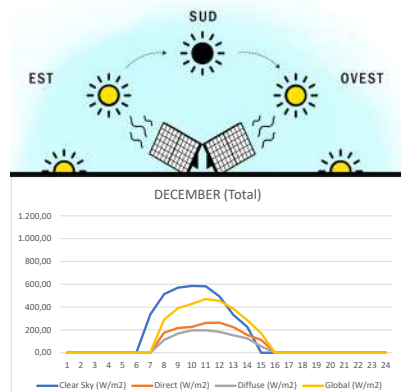 SUD
EST
OVEST
DECEMBER (Total)
1.200,00
1.000,00
800,00
600,00
400,00
200,00
0,00
1 2 3 4 5 6 7 8 9 10 11 12 13 14 15 16 17 18 19 20 21 22 23 24
Clear Sky (W/m2) Direct (W/m2) Diffuse (W/m2) Global (W/m2)